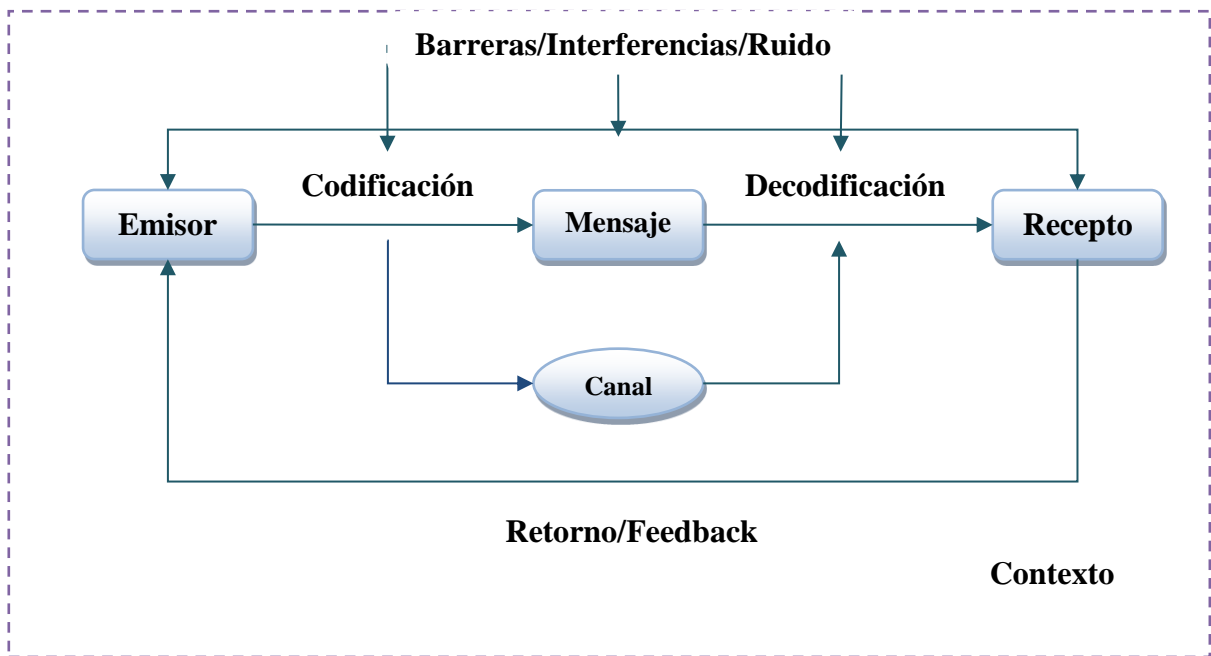 Barreras/Interferencias/Ruido
Codificación
Decodificación
Emisor
Mensaje
Recepto
Canal
Retorno/Feedback
Contexto